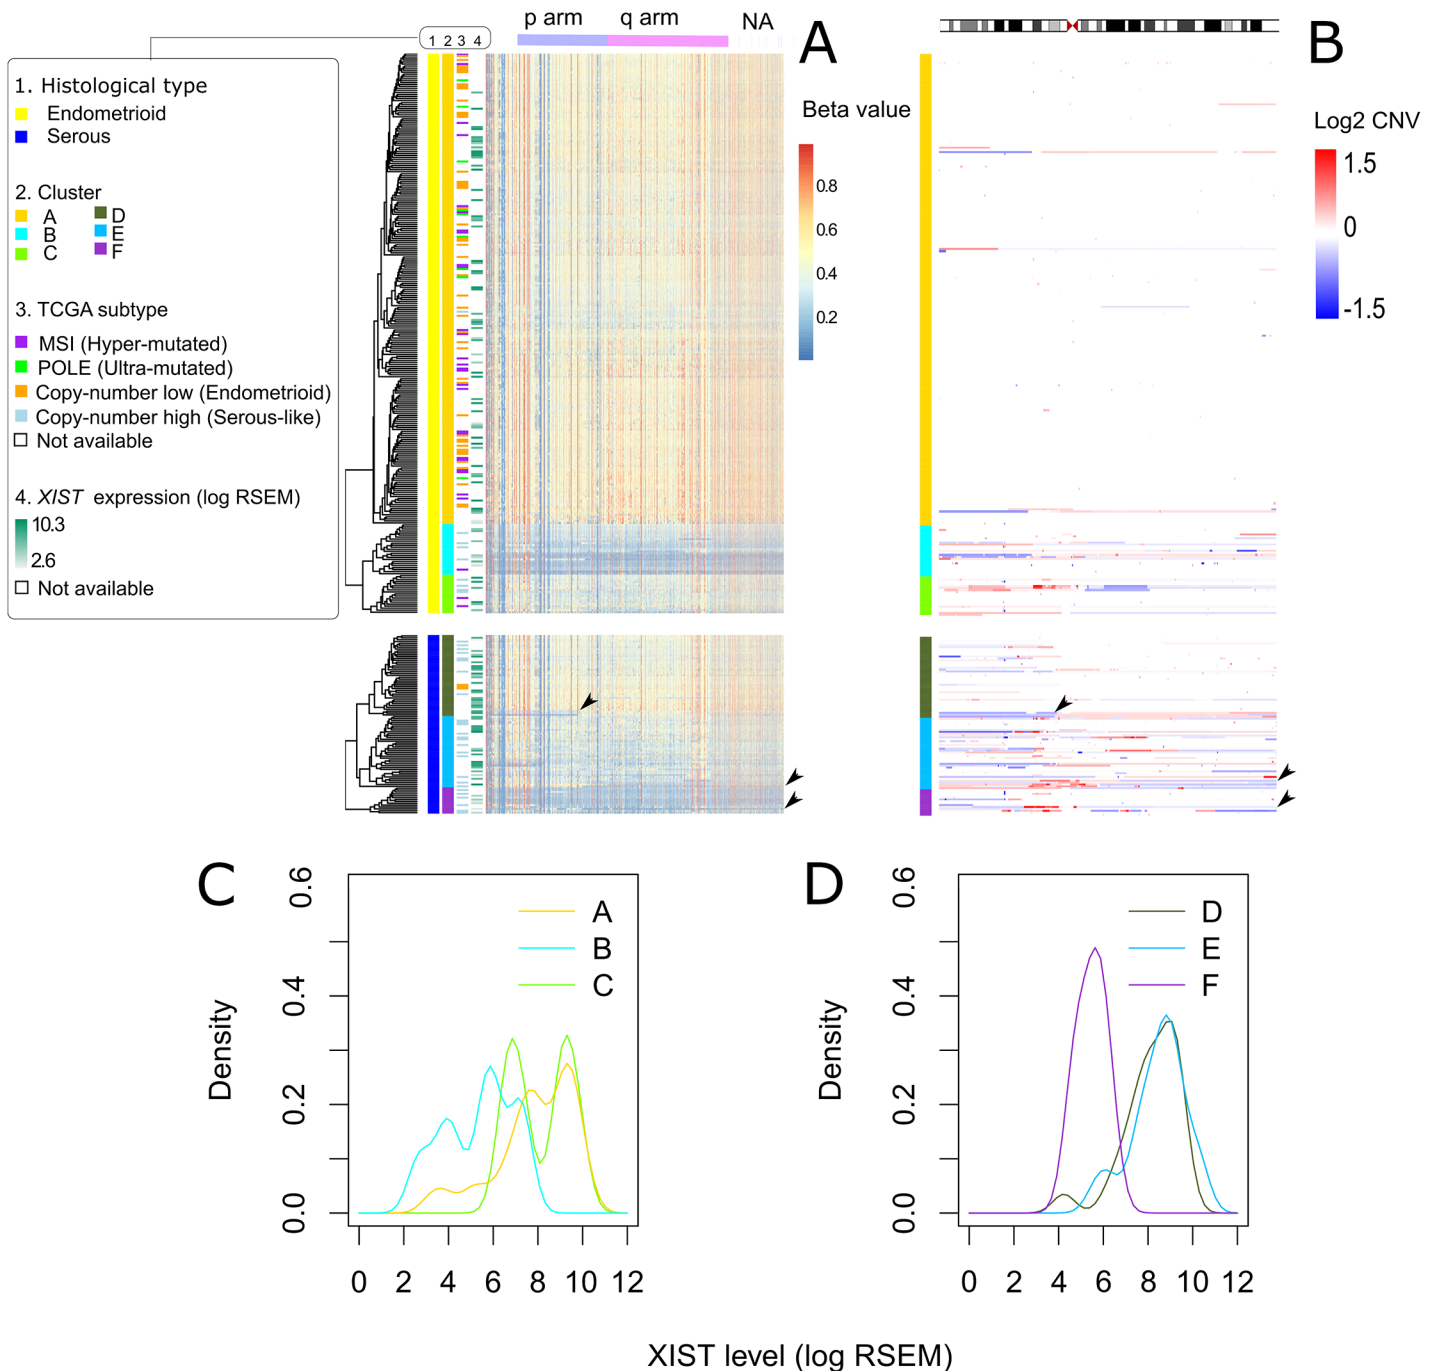 p arm q arm NA
1 2 3 4
A
B
1. Histological type
Endometrioid
Serous
2. Cluster
A D
B E
C F
3. TCGA subtype
MSI (Hyper-mutated)
POLE (Ultra-mutated)
Copy-number low (Endometrioid)
Copy-number high (Serous-like)
Not available
4. XIST expression (log RSEM)
10.3
2.6
Not available
Beta value
0.8
0.6
0.4
0.2
Log2 CNV
1.5
0
-1.5
C
Density
0.6
0.4
0.2
0.0
A
B
C
0 2 4 6 8 10 12
D
Density
0.6
0.4
0.2
0.0
D
E
F
0 2 4 6 8 10 12
XIST level (log RSEM)